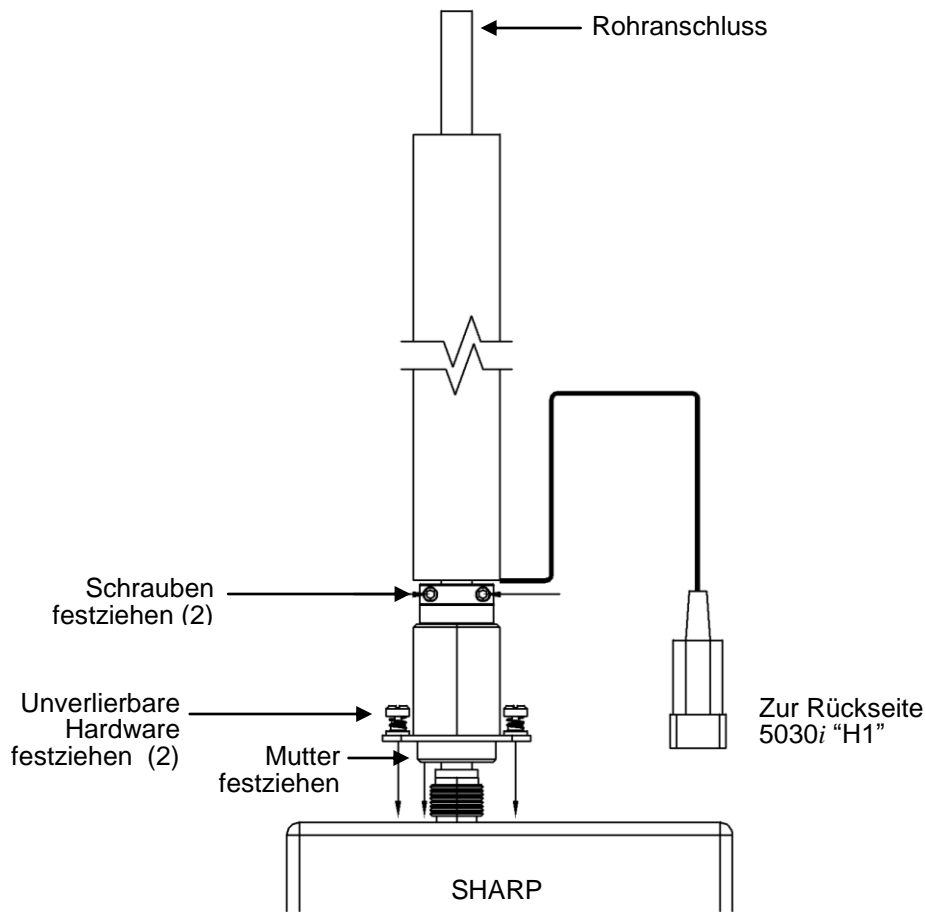 Rohranschluss
Schrauben
festziehen (2)
Unverlierbare
Hardware
festziehen (2)
Mutter
festziehen
Zur Rückseite
5030i “H1”
SHARP